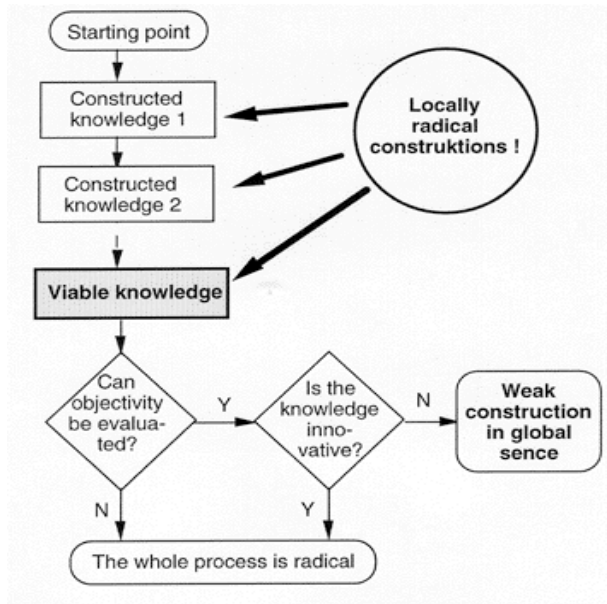 Starting point
Constructed
knowledge 1
Locally
radical
construktions !
Constructed
knowledge 2
Viable knowledge
Can
objectivity
be evalua-
ted?
Y
Is the
knowledge
inno-
vative?
N
Weak
construction
in global
sence
N
Y
The whole process is radical